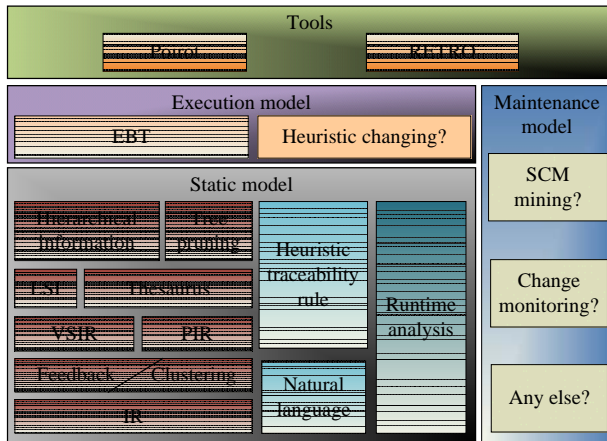 Tools
Poirot
RETRO
Execution model
EBT
Heuristic changing?
Maintenance
model
SCM
mining?
Change
monitoring?
Any else?
Static model
Hierarchical
Information
Tree
pruning
Heuristic
traceability
rule
Runtime
analysis
LSI
Thesaurus
VSIR
PIR
Feedback
Clustering
Natural
language
IR